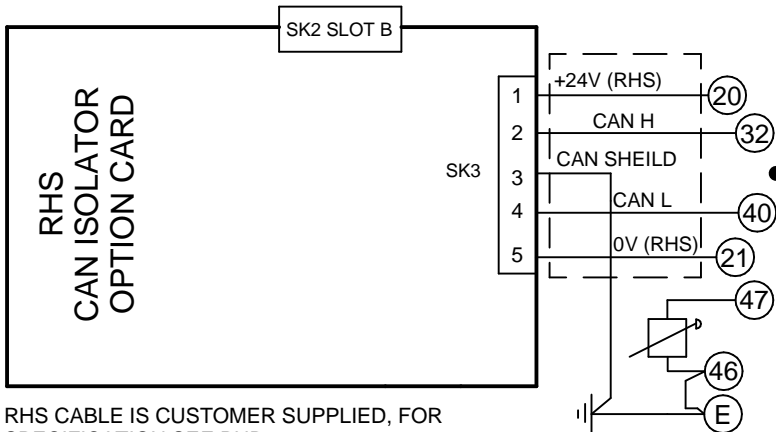 SK2 SLOT B
RHS
CAN ISOLATOR
OPTION CARD
SK3
1 +24V (RHS) 20
2 CAN H 32
3 CAN SHEILD
4 CAN L 40
5 0V (RHS) 21
47
46
E
RHS CABLE IS CUSTOMER SUPPLIED, FOR